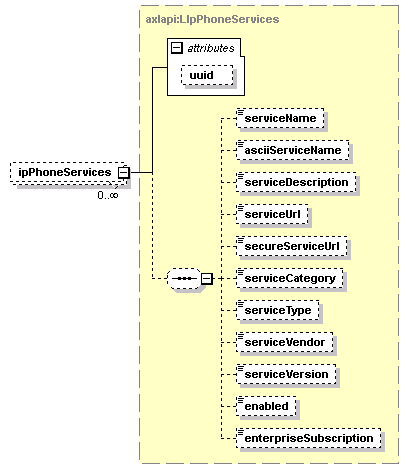 axlapi:LIpPhoneServices
attributes
uuid
ipPhoneServices
0..∞
serviceName
asciiServiceName
serviceDescription
serviceUrl
secureServiceUrl
serviceCategory
serviceType
serviceVendor
serviceVersion
enabled
enterpriseSubscription